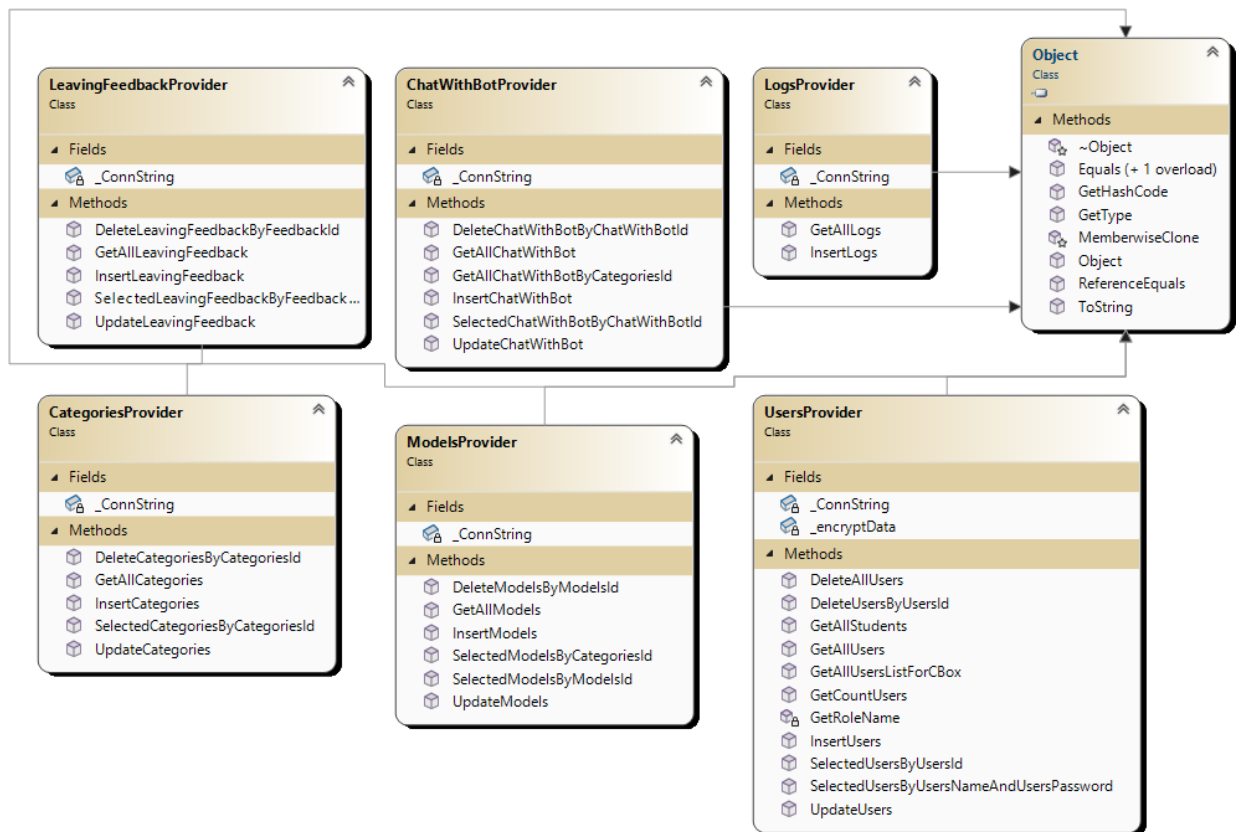 LeavingFeedbackProvider
Class
Fields
_ConnString
Methods
DeleteLeavingFeedbackByFeedbackId
GetAllLeavingFeedback
InsertLeavingFeedback
SelectedLeavingFeedbackByFeedback...
UpdateLeavingFeedback
ChatWithBotProvider
Class
Fields
_ConnString
Methods
DeleteChatWithBotByChatWithBotId
GetAllChatWithBot
GetAllChatWithBotByCategoriesId
InsertChatWithBot
SelectedChatWithBotByChatWithBotId
UpdateChatWithBot
LogsProvider
Class
Fields
_ConnString
Methods
GetAllLogs
InsertLogs
Object
Class
Methods
~Object
Equals (+ 1 overload)
GetHashCode
GetType
MemberwiseClone
Object
ReferenceEquals
ToString
CategoriesProvider
Class
Fields
_ConnString
Methods
DeleteCategoriesByCategoriesId
GetAllCategories
InsertCategories
SelectedCategoriesByCategoriesId
UpdateCategories
ModelsProvider
Class
Fields
_ConnString
Methods
DeleteModelsByModelsId
GetAllModels
InsertModels
SelectedModelsByCategoriesId
SelectedModelsByModelsId
UpdateModels
UsersProvider
Class
Fields
_ConnString
_encryptData
Methods
DeleteAllUsers
DeleteUsersByUsersId
GetAllStudents
GetAllUsers
GetAllUsersListForCBox
GetCountUsers
GetRoleName
InsertUsers
SelectedUsersByUsersId
SelectedUsersByUsersNameAndUsersPassword
UpdateUsers